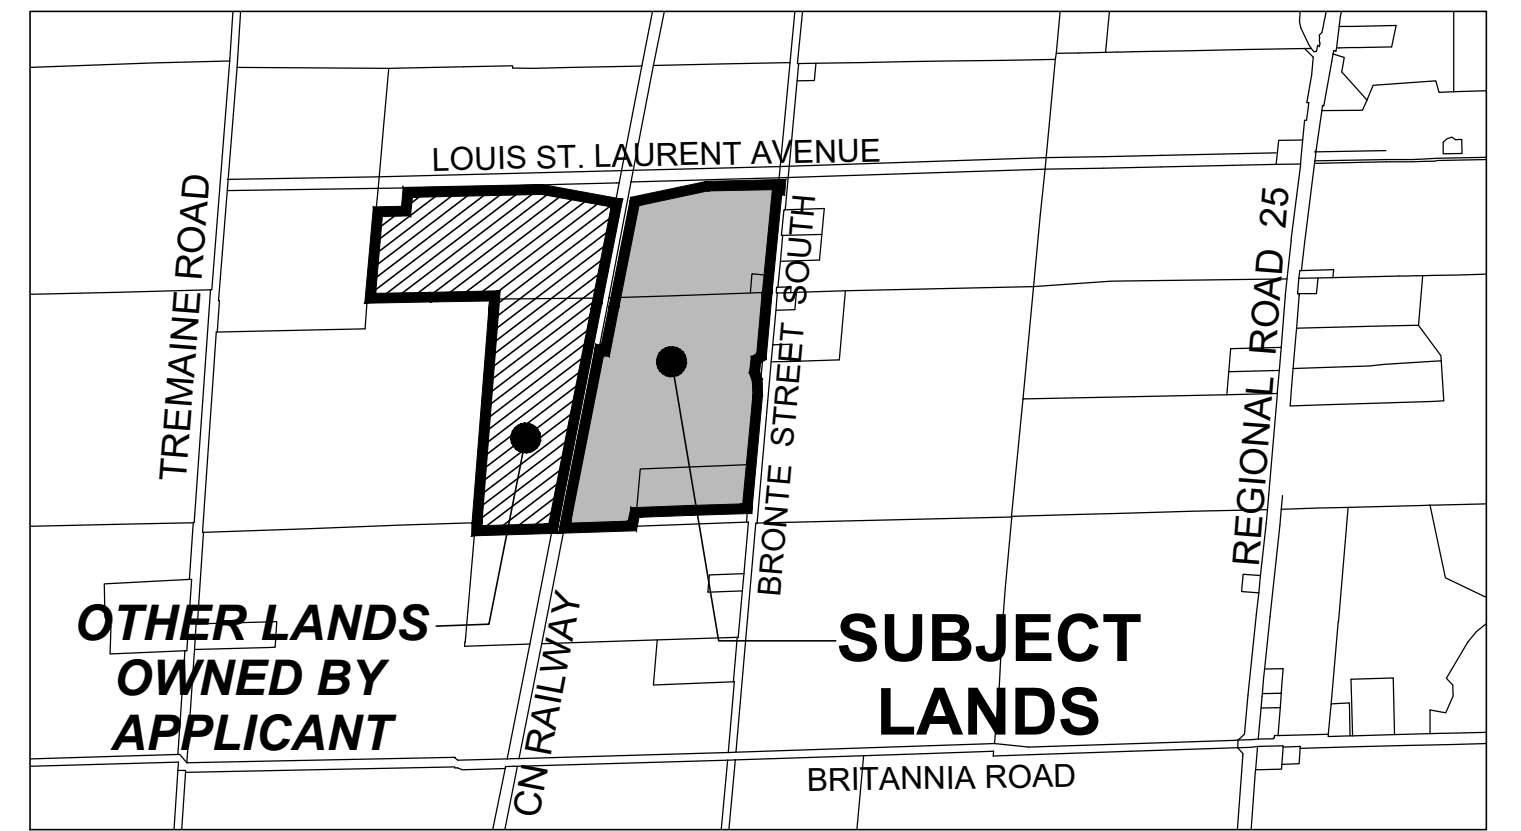 LOUIS ST. LAURENT AVENUE
TREMAINE ROAD
BRONTE STREET SOUTH
REGIONAL ROAD 25
OTHER LANDS
OWNED BY
APPLICANT
CN RAILWAY
SUBJECT
LANDS
BRITANNIA ROAD